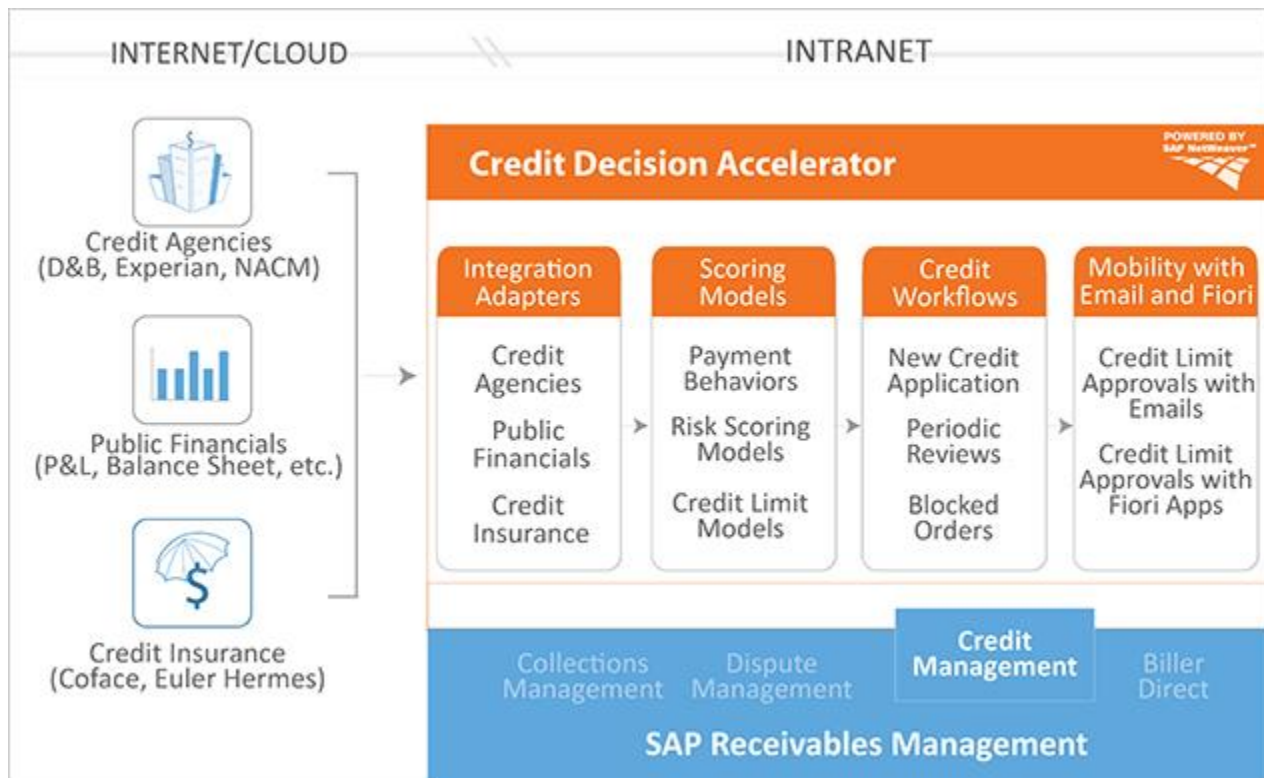 INTERNET/CLOUD
INTRANET
Credit Agencies
(D&B, Experian, NACM)
Public Financials
(P&L, Balance Sheet, etc.)
$
Credit Insurance
(Coface, Euler Hermes)
Credit Decision Accelerator
POWERED BY
SAP NetWeaver™
Integration
Adapters
Credit
Agencies
Public
Financials
Credit
Insurance
Scoring
Models
Payment
Behaviors
Risk Scoring
Models
Credit Limit
Models
Credit
Workflows
New Credit
Application
Periodic
Reviews
Blocked
Orders
Mobility with
Email and Fiori
Credit Limit
Approvals with
Emails
Credit Limit
Approvals with
Fiori Apps
Collections
Management
Dispute
Management
Credit
Management
Biller
Direct
SAP Receivables Management